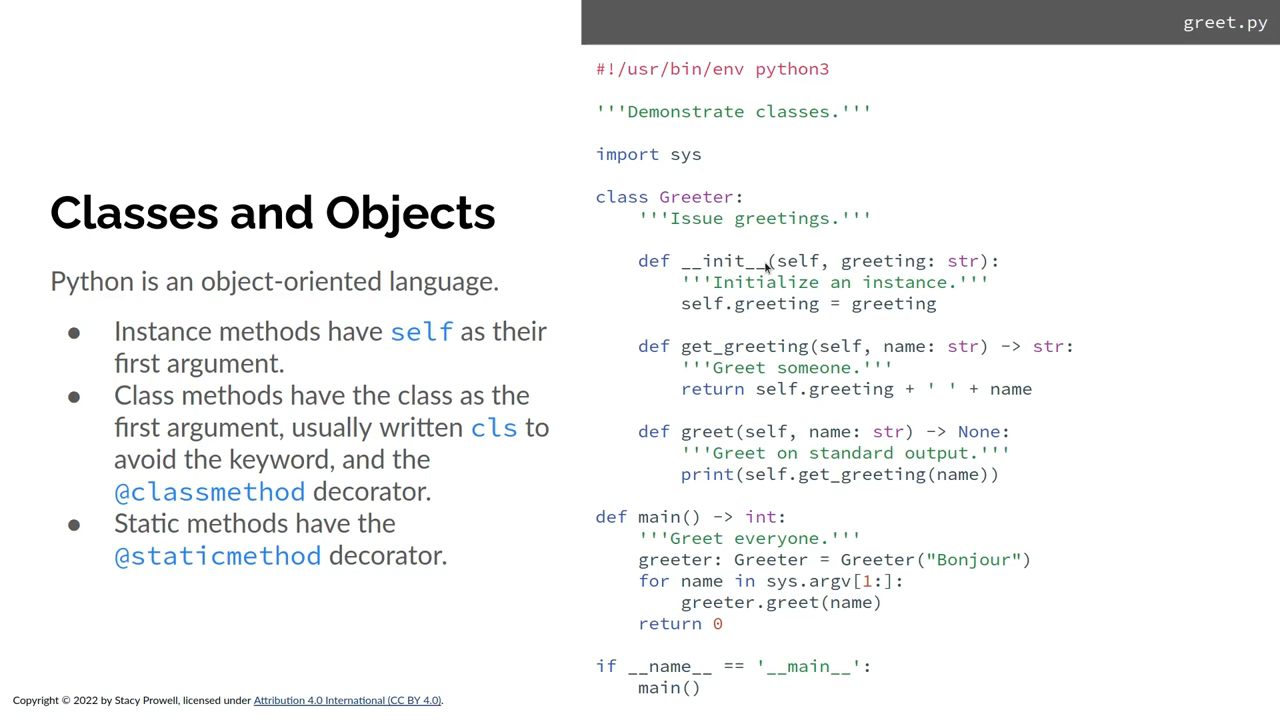 greet.py
Classes and Objects
Python is an object-oriented language.
● Instance methods have self as their
first argument.
● Class methods have the class as the
first argument, usually written cls to
avoid the keyword, and the
@classmethod decorator.
● Static methods have the
@staticmethod decorator.
#!/usr/bin/env python3
'''Demonstrate classes.'''
import sys
class Greeter:
    '''Issue greetings.'''
    def __init__(self, greeting: str):
        '''Initialize an instance.'''
        self.greeting = greeting
    def get_greeting(self, name: str) -> str:
        '''Greet someone.'''
        return self.greeting + ' ' + name
    def greet(self, name: str) -> None:
        '''Greet on standard output.'''
        print(self.get_greeting(name))
def main() -> int:
    '''Greet everyone.'''
    greeter: Greeter = Greeter("Bonjour")
    for name in sys.argv[1:]:
        greeter.greet(name)
    return 0
if __name__ == '__main__':
    main()
Copyright © 2022 by Stacy Prowell, licensed under Attribution 4.0 International (CC BY 4.0).